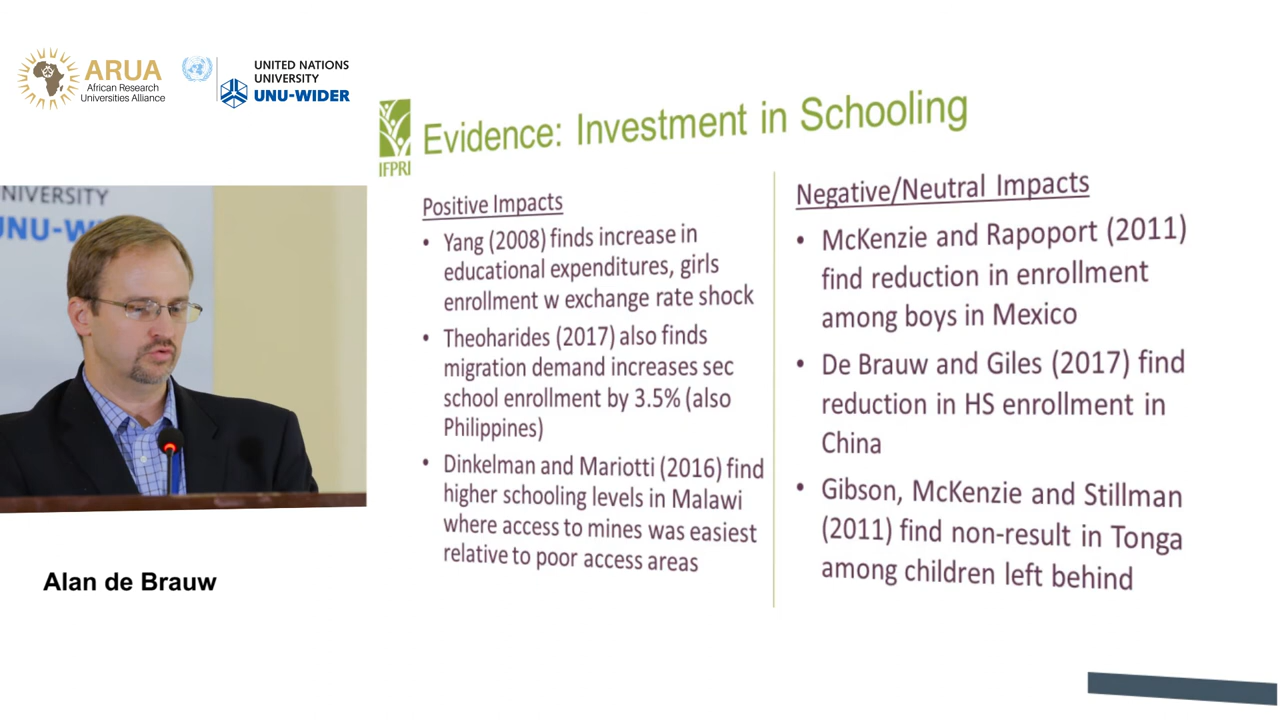 ARUA
African Research
Universities Alliance
UNITED NATIONS
UNIVERSITY
UNU-WIDER
IFPRI
Evidence: Investment in Schooling
NIVERSITY
UNU-W
Alan de Brauw
Positive Impacts
• Yang (2008) finds increase in
educational expenditures, girls
enrollment w exchange rate shock
• Theoharides (2017) also finds
migration demand increases sec
school enrollment by 3.5% (also
Philippines)
• Dinkelman and Mariotti (2016) find
higher schooling levels in Malawi
where access to mines was easiest
relative to poor access areas
Negative/Neutral Impacts
• McKenzie and Rapoport (2011)
find reduction in enrollment
among boys in Mexico
• De Brauw and Giles (2017) find
reduction in HS enrollment in
China
• Gibson, McKenzie and Stillman
(2011) find non-result in Tonga
among children left behind